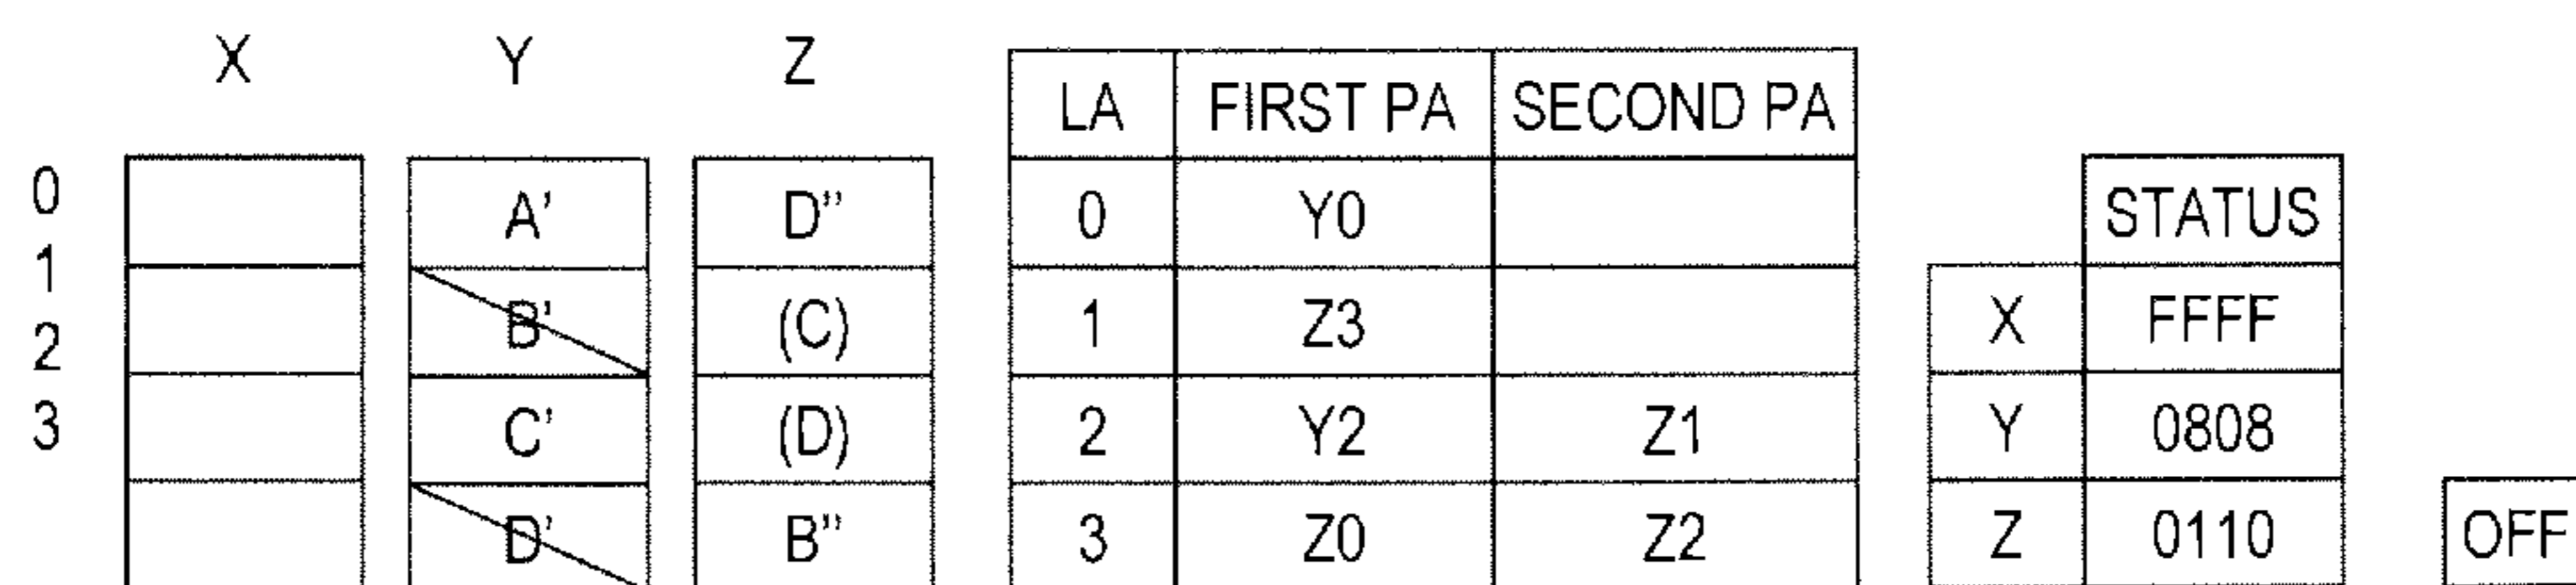 X Y Z
LA FIRST PA SECOND PA
0 A' D" 0 Y0 STATUS
1 B' (C) 1 Z3 X FFFF
2 C' (D) 2 Y2 Z1 Y 0808
3 D' B" 3 Z0 Z2 Z 0110 OFF